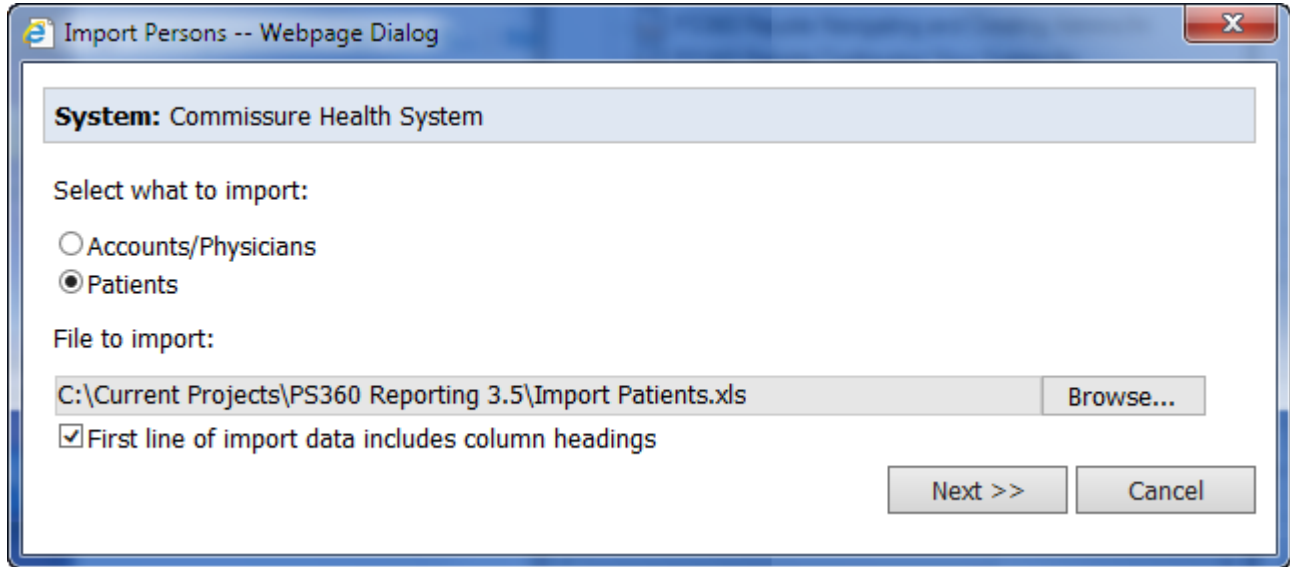 Import Persons -- Webpage Dialog
System: Commissure Health System
Select what to import:
Accounts/Physicians
Patients
File to import:
C:\Current Projects\PS360 Reporting 3.5\Import Patients.xls Browse...
First line of import data includes column headings
Next >> Cancel